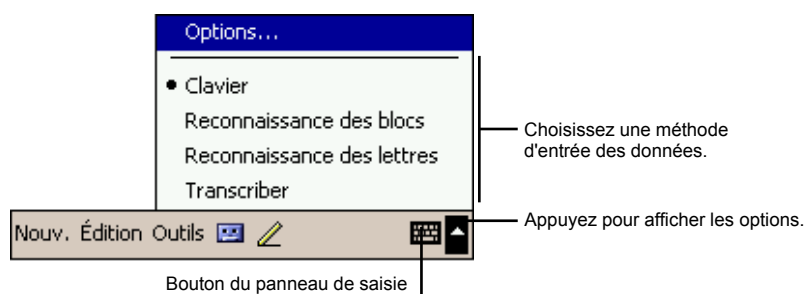 Options...
Clavier
Reconnaissance des blocs
Reconnaissance des lettres
Transcriber
Choisissez une méthode
d'entrée des données.
Nouv. Édition Outils
Appuyez pour afficher les options.
Bouton du panneau de saisie